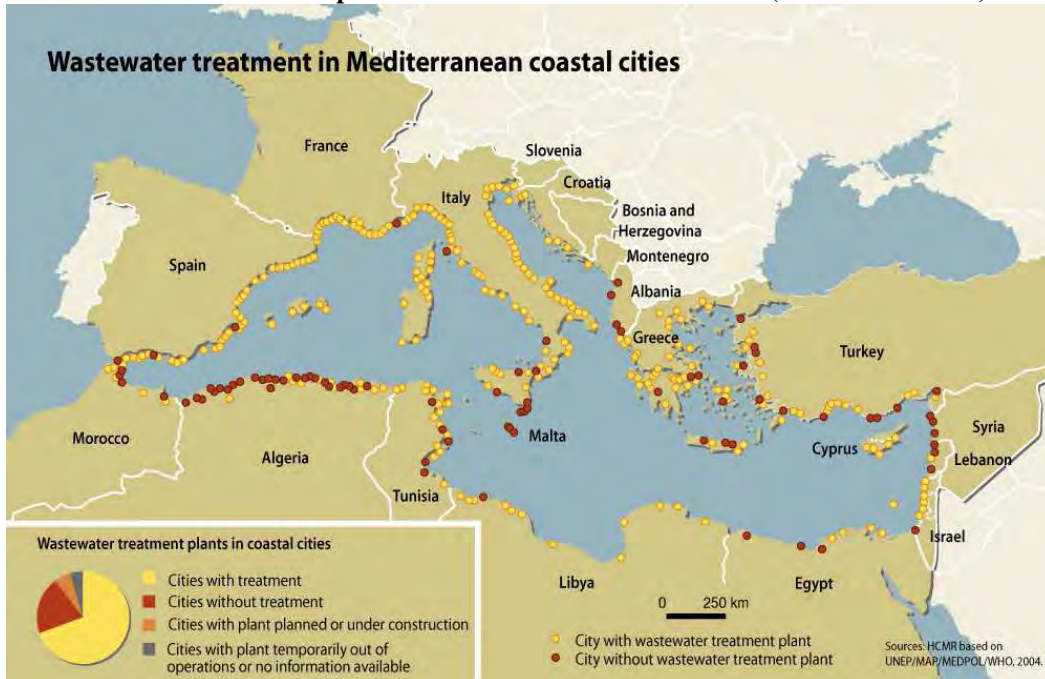 Wastewater treatment in Mediterranean coastal cities
France
Slovenia
Croatia
Italy
Bosnia and
Herzegovina
Montenegro
Spain
Albania
Greece
Turkey
Morocco
Algeria
Malta
Cyprus
Syria
Lebanon
Tunisia
Israel
Libya
Egypt
Wastewater treatment plants in coastal cities
Cities with treatment
Cities without treatment
Cities with plant planned or under construction
Cities with plant temporarily out of
operations or no information available
0 250 km
City with wastewater treatment plant
City without wastewater treatment plant
Sources: HCMR based on
UNEP/MAP/MEDPOL/WHO, 2004.